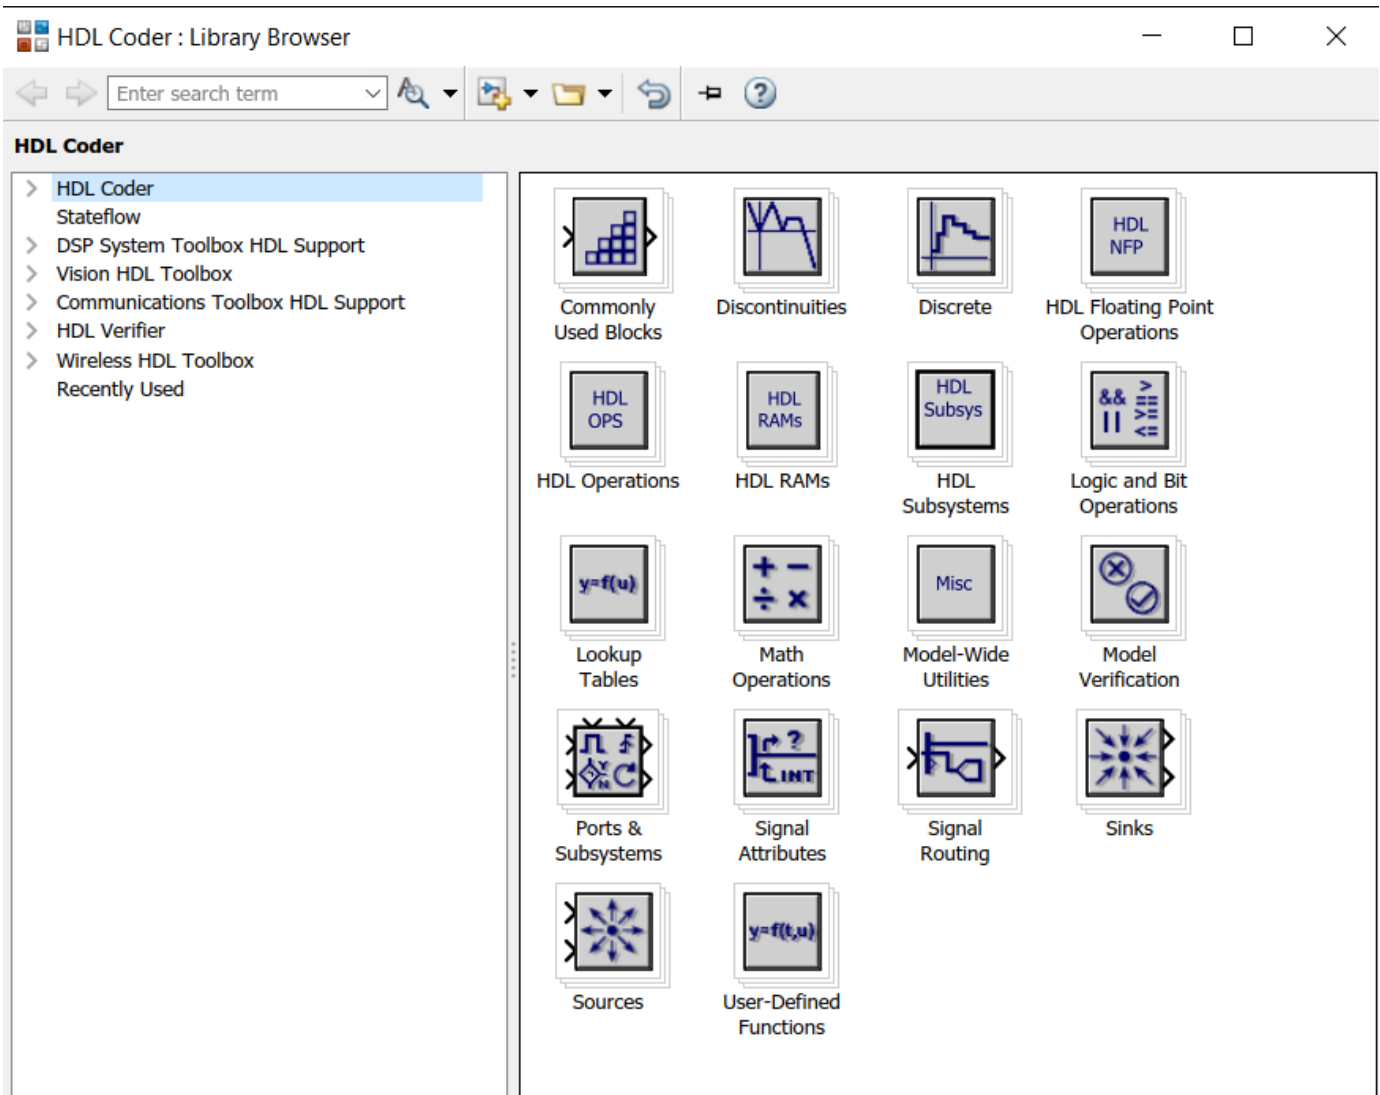 HDL Coder : Library Browser
Enter search term
HDL Coder
HDL Coder
Stateflow
DSP System Toolbox HDL Support
Vision HDL Toolbox
Communications Toolbox HDL Support
HDL Verifier
Wireless HDL Toolbox
Recently Used
Commonly
Used Blocks
Discontinuities
Discrete
HDL
NFP
HDL Floating Point
Operations
HDL
OPS
HDL Operations
HDL
RAMs
HDL RAMs
HDL
Subsys
HDL
Subsystems
&& >
==
|| >=
<=
Logic and Bit
Operations
y=f(u)
Lookup
Tables
+ −
÷ ×
Math
Operations
Misc
Model-Wide
Utilities
Model
Verification
Y
N
Ports &
Subsystems
?
INT
Signal
Attributes
Signal
Routing
Sinks
Sources
y=f(t,u)
User-Defined
Functions